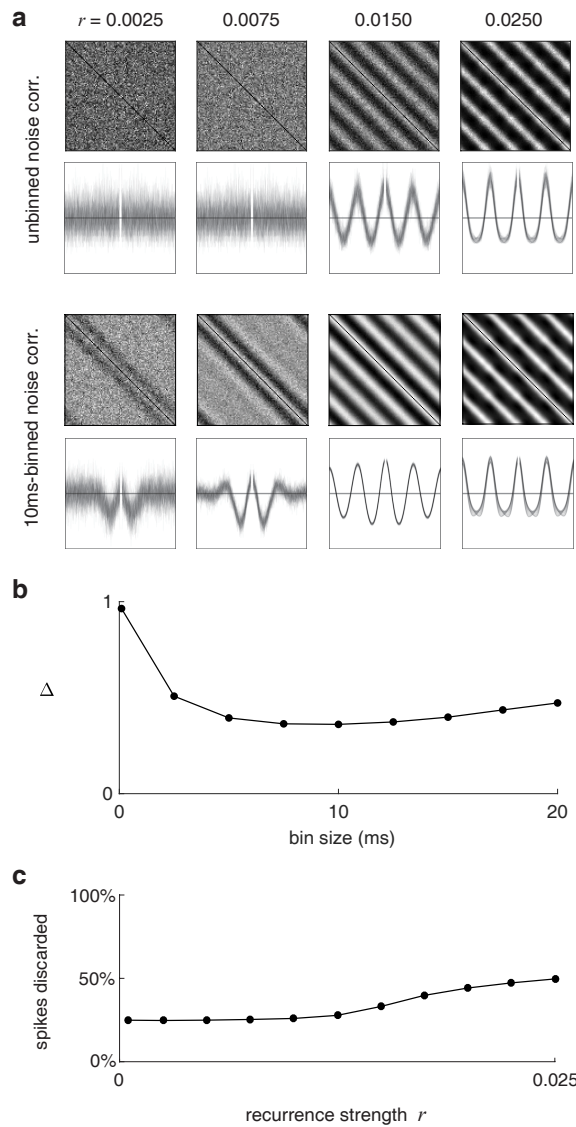 a
r = 0.0025 0.0075 0.0150 0.0250
unbinned noise corr.
10ms-binned noise corr.
b
1
Δ
0
0 10 20
bin size (ms)
c
100%
spikes discarded
50%
0%
0 0.025
recurrence strength r